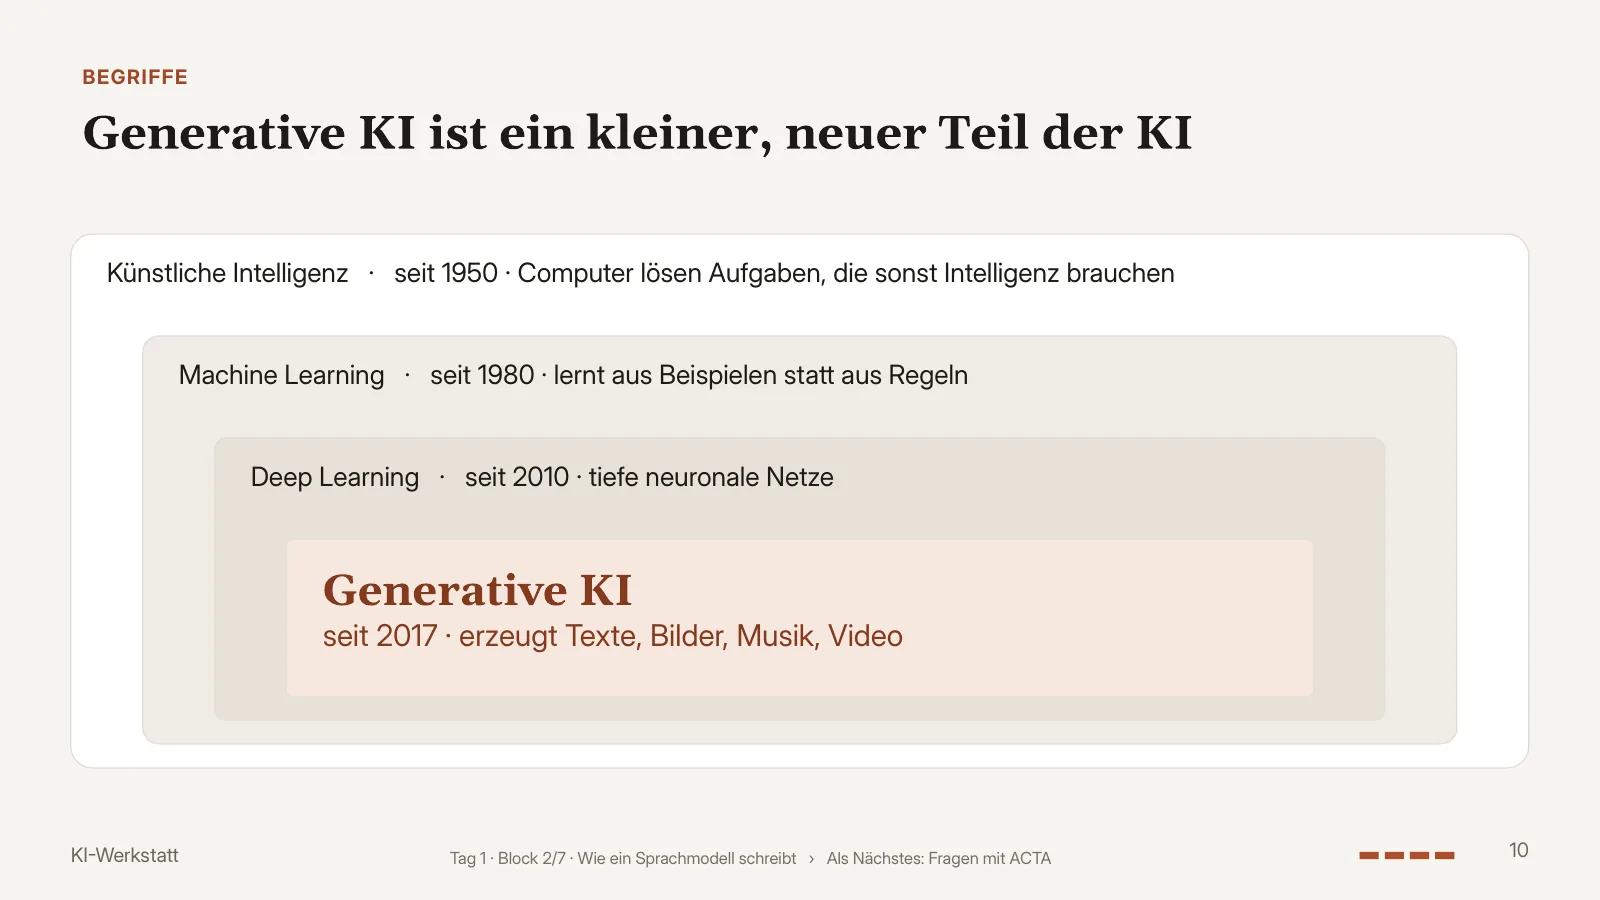 BEGRIFFE
Generative KI ist ein kleiner, neuer Teil der KI
Künstliche Intelligenz · seit 1950 · Computer lösen Aufgaben, die sonst Intelligenz brauchen
Machine Learning · seit 1980 · lernt aus Beispielen statt aus Regeln
Deep Learning · seit 2010 · tiefe neuronale Netze
Generative KI
seit 2017 · erzeugt Texte, Bilder, Musik, Video
KI-Werkstatt
Tag 1 · Block 2/7 · Wie ein Sprachmodell schreibt › Als Nächstes: Fragen mit ACTA
10